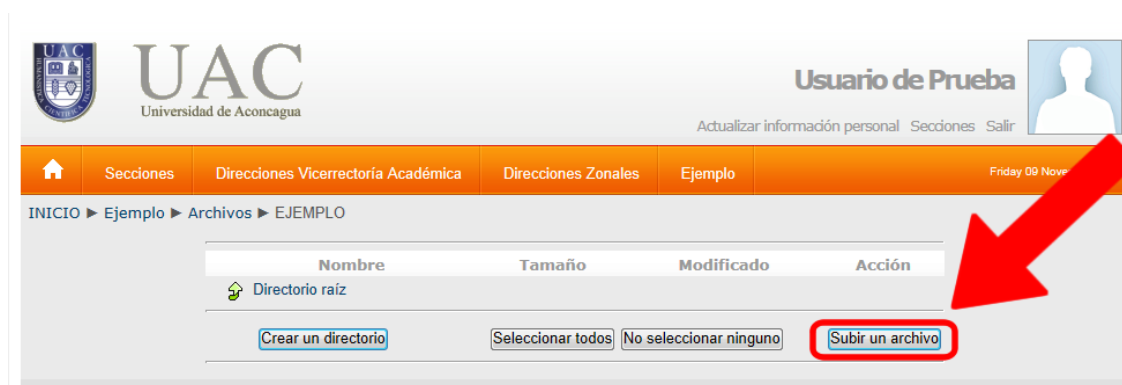 UAC
UAC
Universidad de Aconcagua
Usuario de Prueba
Actualizar información personal Secciones Salir
Secciones Direcciones Vicerrectoría Académica Direcciones Zonales Ejemplo Friday 09
INICIO ► Ejemplo ► Archivos ► EJEMPLO
Nombre Tamaño Modificado Acción
Directorio raíz
Crear un directorio Seleccionar todos No seleccionar ninguno Subir un archivo